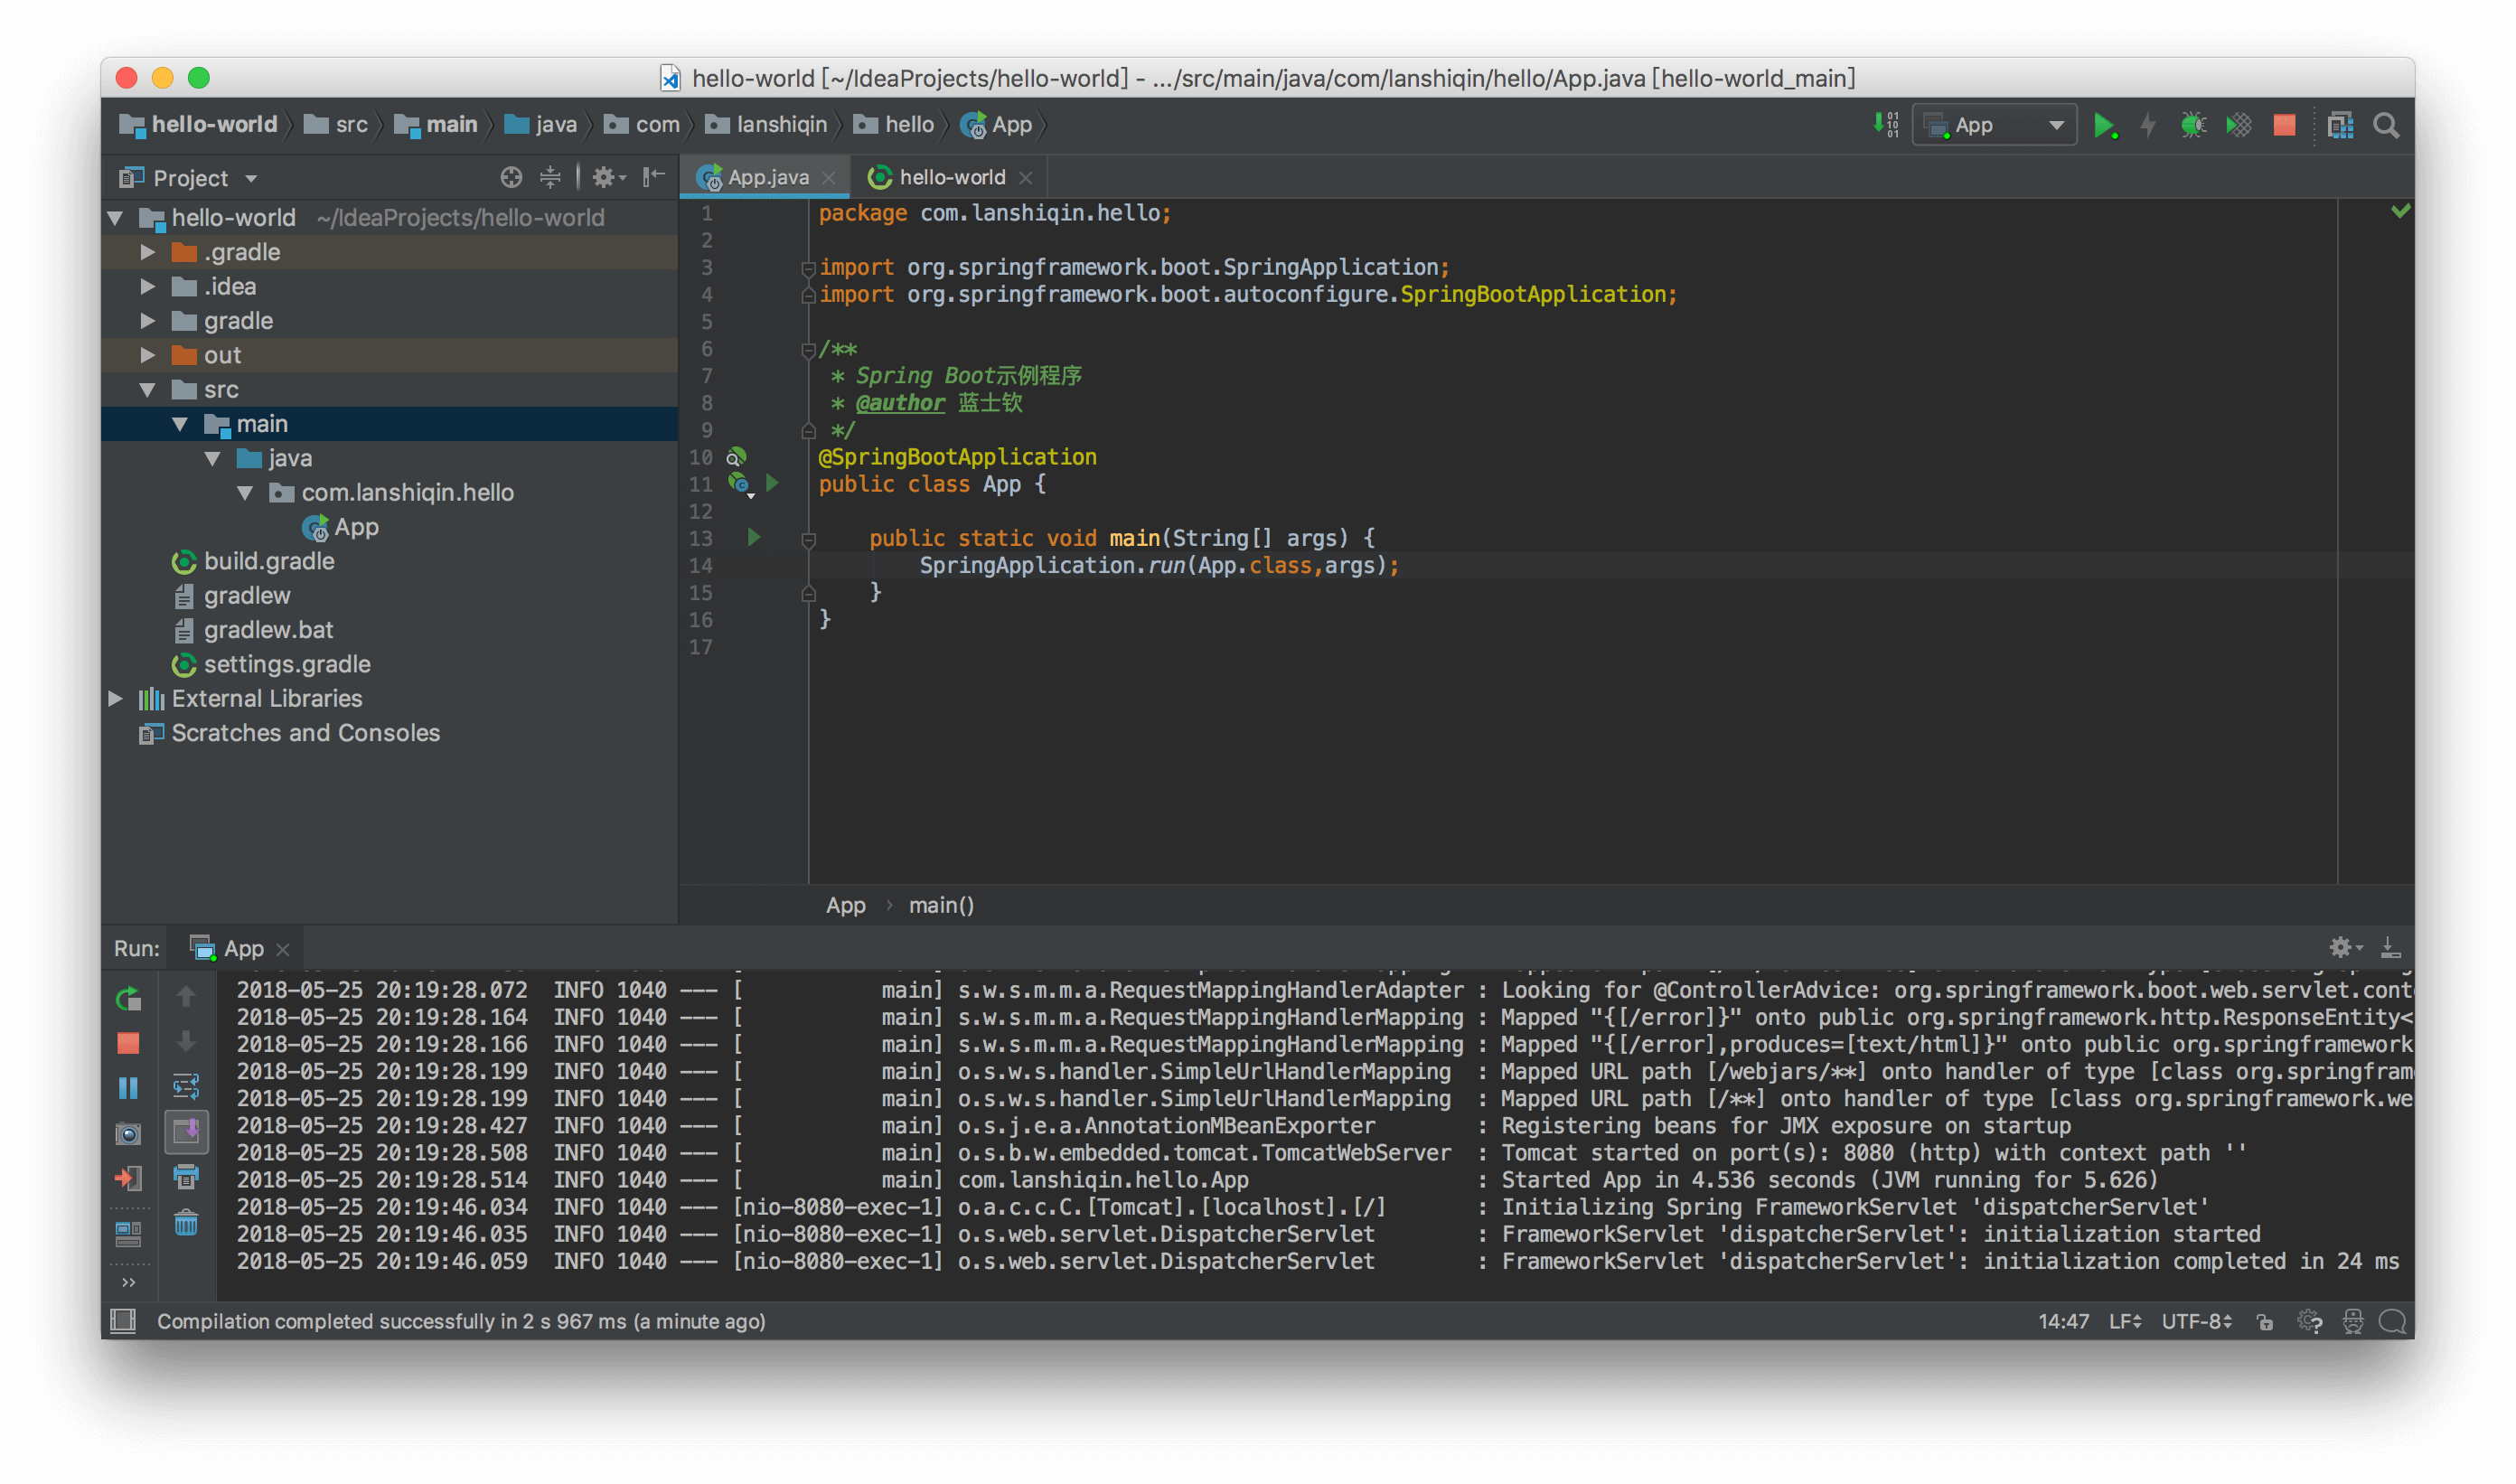 hello-world [~/IdeaProjects/hello-world] - .../src/main/java/com/lanshiqin/hello/App.java [hello-world_main]
hello-world src main java com lanshiqin hello App
App
Project
App.java hello-world
hello-world ~/IdeaProjects/hello-world
.gradle
.idea
gradle
out
src
main
java
com.lanshiqin.hello
App
build.gradle
gradlew
gradlew.bat
settings.gradle
External Libraries
Scratches and Consoles
1 package com.lanshiqin.hello;
2
3 import org.springframework.boot.SpringApplication;
4 import org.springframework.boot.autoconfigure.SpringBootApplication;
5
6 /**
7 * Spring Boot示例程序
8 * @author 蓝士钦
9 */
10 @SpringBootApplication
11 public class App {
12
13 public static void main(String[] args) {
14 SpringApplication.run(App.class,args);
15 }
16 }
17
App › main()
Run: App
2018-05-25 20:19:28.072 INFO 1040 --- [ main] s.w.s.m.m.a.RequestMappingHandlerAdapter : Looking for @ControllerAdvice: org.springframework.boot.web.servlet.cont
2018-05-25 20:19:28.164 INFO 1040 --- [ main] s.w.s.m.m.a.RequestMappingHandlerMapping : Mapped "{[/error]}" onto public org.springframework.http.ResponseEntity<
2018-05-25 20:19:28.166 INFO 1040 --- [ main] s.w.s.m.m.a.RequestMappingHandlerMapping : Mapped "{[/error],produces=[text/html]}" onto public org.springframework
2018-05-25 20:19:28.199 INFO 1040 --- [ main] o.s.w.s.handler.SimpleUrlHandlerMapping : Mapped URL path [/webjars/**] onto handler of type [class org.springfram
2018-05-25 20:19:28.199 INFO 1040 --- [ main] o.s.w.s.handler.SimpleUrlHandlerMapping : Mapped URL path [/**] onto handler of type [class org.springframework.we
2018-05-25 20:19:28.427 INFO 1040 --- [ main] o.s.j.e.a.AnnotationMBeanExporter : Registering beans for JMX exposure on startup
2018-05-25 20:19:28.508 INFO 1040 --- [ main] o.s.b.w.embedded.tomcat.TomcatWebServer : Tomcat started on port(s): 8080 (http) with context path ''
2018-05-25 20:19:28.514 INFO 1040 --- [ main] com.lanshiqin.hello.App : Started App in 4.536 seconds (JVM running for 5.626)
2018-05-25 20:19:46.034 INFO 1040 --- [nio-8080-exec-1] o.a.c.c.C.[Tomcat].[localhost].[/] : Initializing Spring FrameworkServlet 'dispatcherServlet'
2018-05-25 20:19:46.035 INFO 1040 --- [nio-8080-exec-1] o.s.web.servlet.DispatcherServlet : FrameworkServlet 'dispatcherServlet': initialization started
2018-05-25 20:19:46.059 INFO 1040 --- [nio-8080-exec-1] o.s.web.servlet.DispatcherServlet : FrameworkServlet 'dispatcherServlet': initialization completed in 24 ms
Compilation completed successfully in 2 s 967 ms (a minute ago) 14:47 LF UTF-8